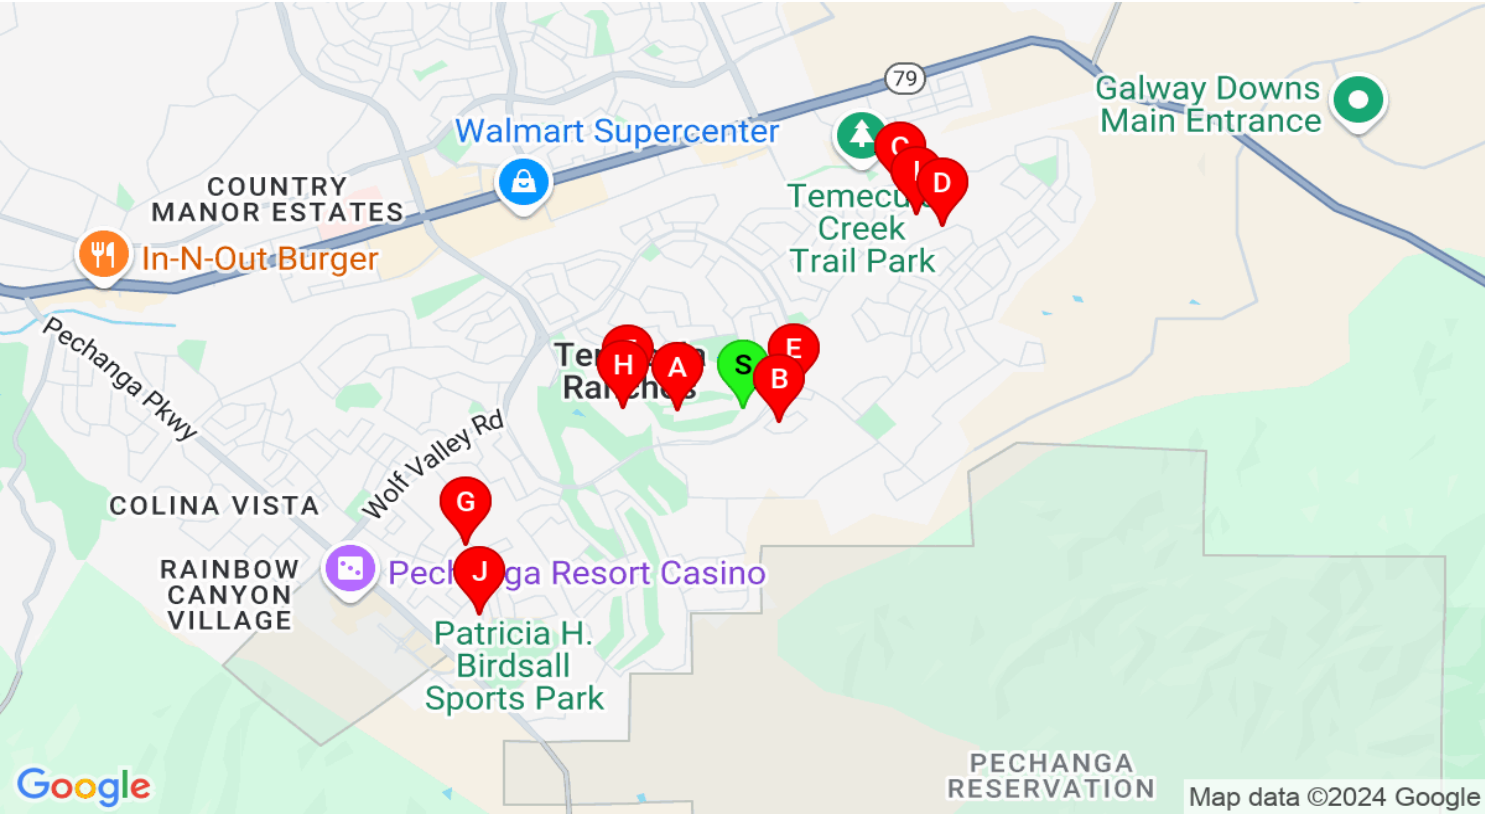 79
Galway Downs
Main Entrance
Walmart Supercenter
C
D
COUNTRY
MANOR ESTATES
Creek
Trail Park
In-N-Out Burger
Pechanga Pkwy
E
S
H
A
B
Wolf Valley Rd
G
COLINA VISTA
RAINBOW
CANYON
VILLAGE
J
Resort Casino
Patricia H.
Birdsall
Sports Park
PECHANGA
RESERVATION
Google
Map data ©2024 Google